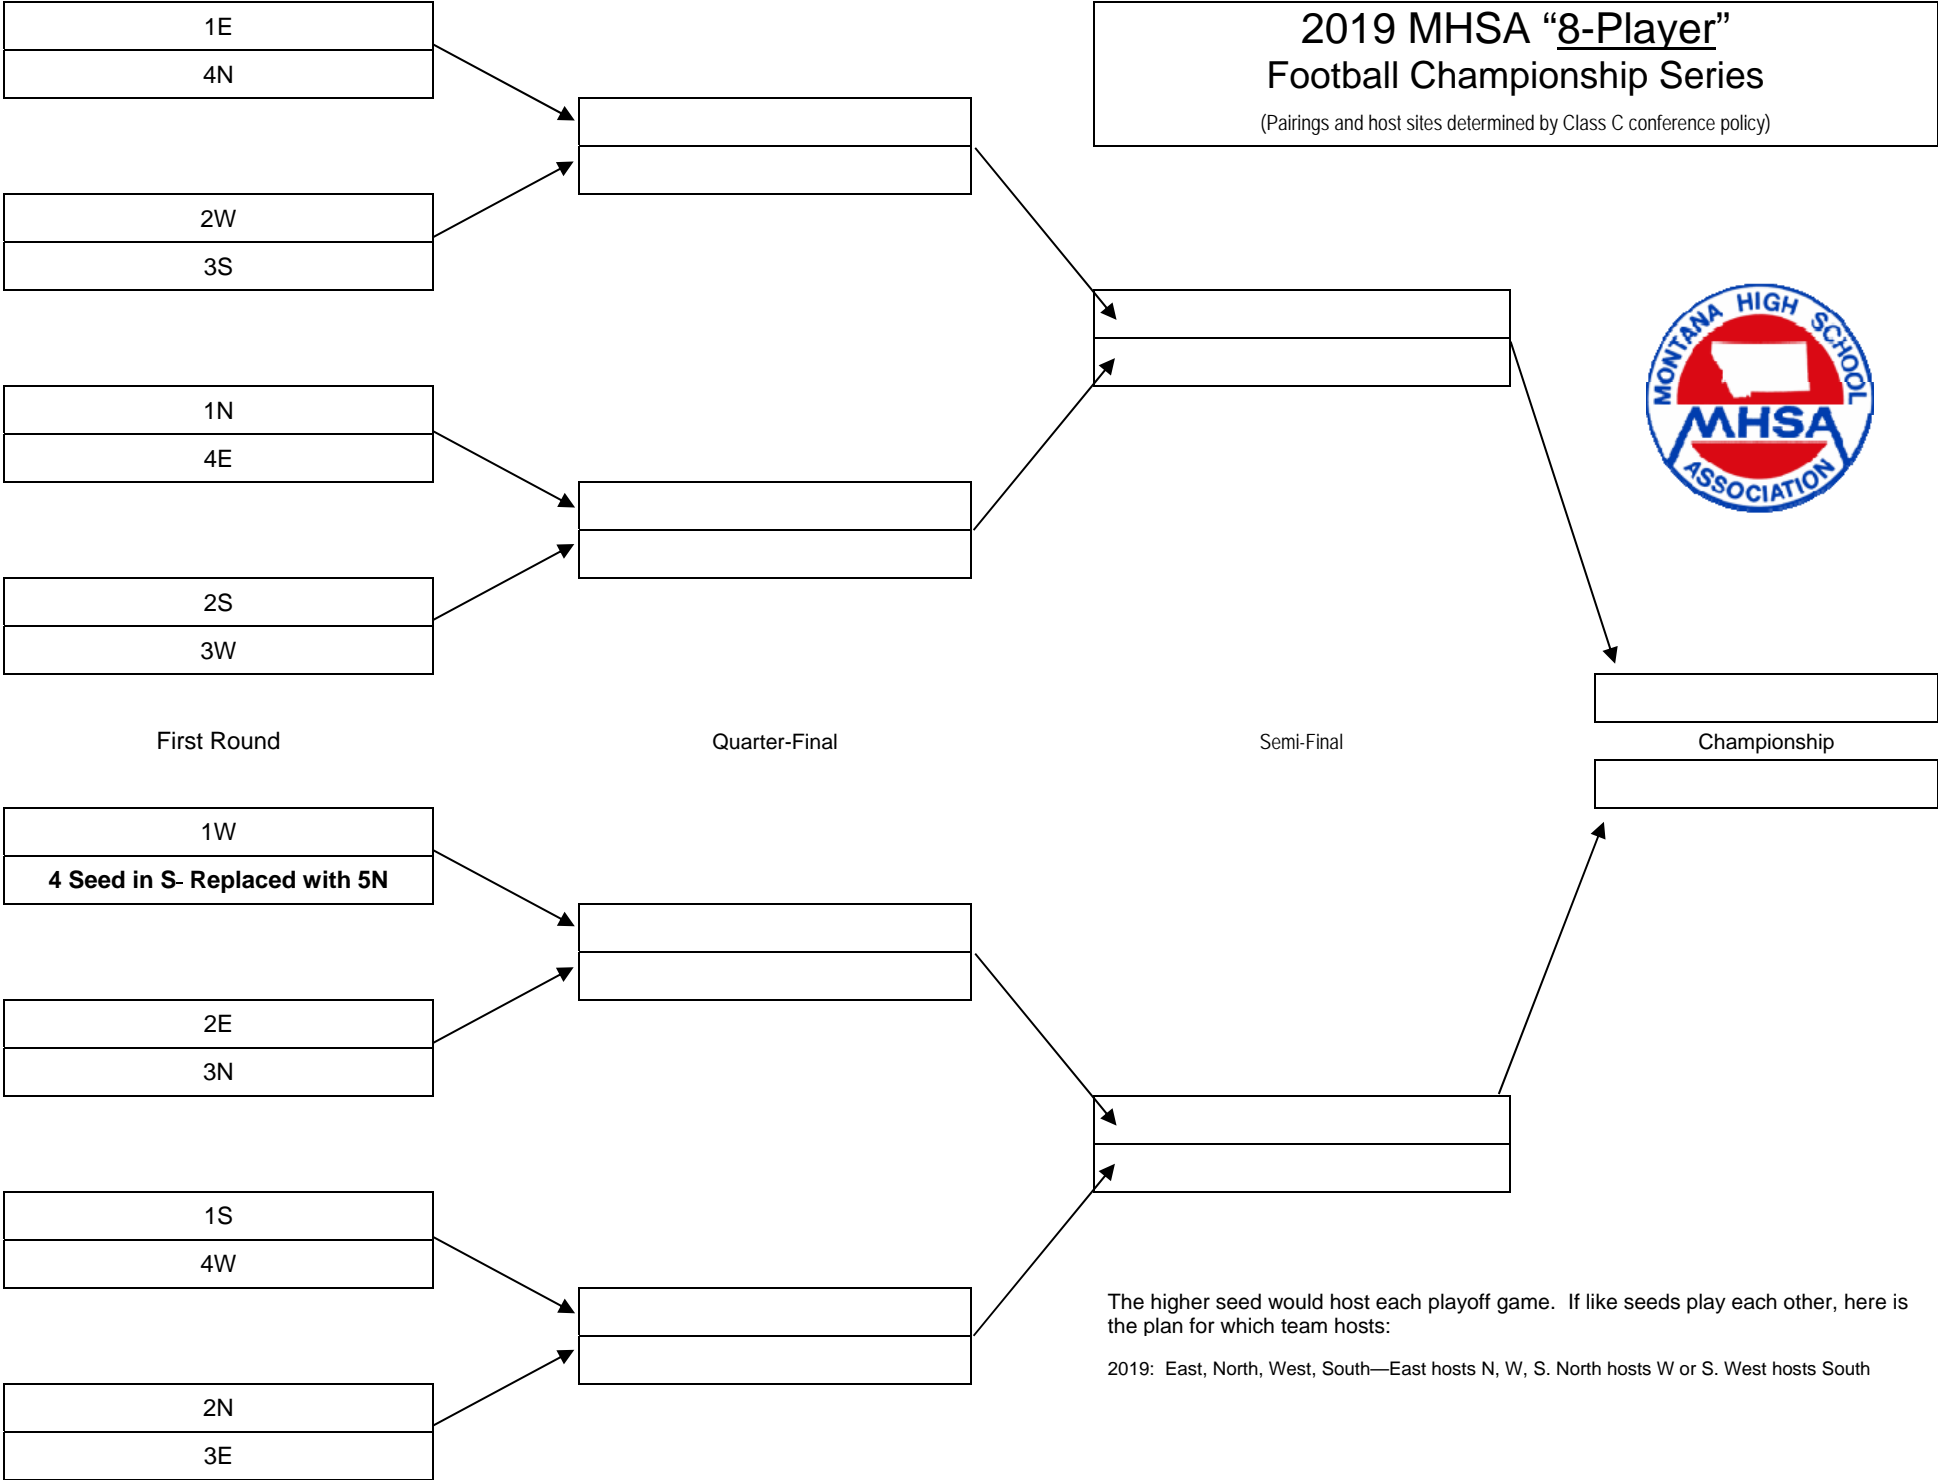 1E
4N
2019 MHSA “8-Player”
Football Championship Series
(Pairings and host sites determined by Class C conference policy)
2W
3S
1N
4E
MONTANA HIGH SCHOOL
MHSA
ASSOCIATION
2S
3W
First Round
Quarter-Final
Semi-Final
Championship
1W
4 Seed in S- Replaced with 5N
2E
3N
1S
4W
The higher seed would host each playoff game.  If like seeds play each other, here is
the plan for which team hosts:
2019:  East, North, West, South—East hosts N, W, S. North hosts W or S. West hosts South
2N
3E